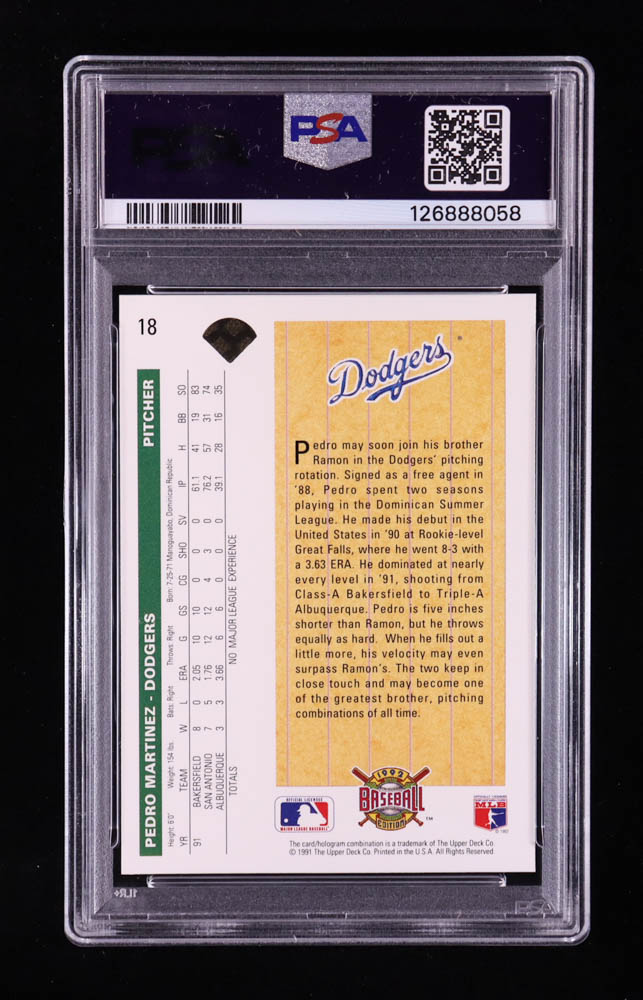 PSA
126888058
18
PEDRO MARTINEZ - DODGERS PITCHER
Height: 6'0" Weight: 154 lbs. Bats: Right Throws: Right Born: 7-25-71 Manoguayabo, Dominican Republic
YR TEAM W L ERA G GS CG SHO SV IP H BB SO
91 BAKERSFIELD 8 0 2.05 10 10 0 0 0 61.1 41 19 83
SAN ANTONIO 7 5 1.76 12 12 4 3 0 76.2 57 31 74
ALBUQUERQUE 3 3 3.66 6 6 0 0 0 39.1 28 16 35
TOTALS NO MAJOR LEAGUE EXPERIENCE
Dodgers®
Pedro may soon join his brother
Ramon in the Dodgers' pitching
rotation. Signed as a free agent in
'88, Pedro spent two seasons
playing in the Dominican Summer
League. He made his debut in the
United States in '90 at Rookie-level
Great Falls, where he went 8-3 with
a 3.63 ERA. He dominated at nearly
every level in '91, shooting from
Class-A Bakersfield to Triple-A
Albuquerque. Pedro is five inches
shorter than Ramon, but he throws
equally as hard. When he fills out a
little more, his velocity may even
surpass Ramon's. The two keep in
close touch and may become one
of the greatest brother, pitching
combinations of all time.
OFFICIAL LICENSEE
MAJOR LEAGUE BASEBALL
1992
BASEBALL
EDITION
™
MLB
The card/hologram combination is a trademark of The Upper Deck Co.
© 1991 The Upper Deck Co. Printed in the U.S.A. All Rights Reserved.
PSA